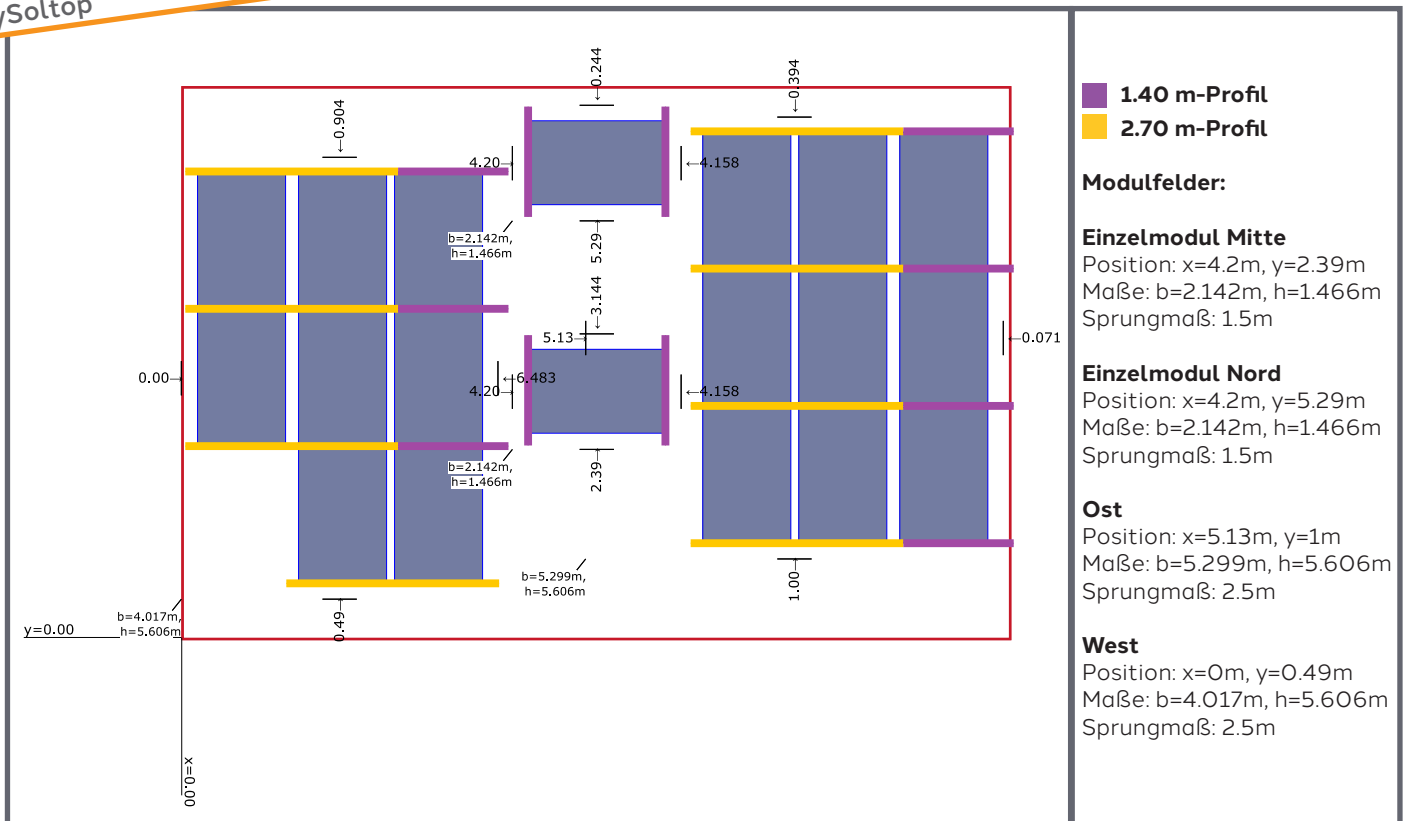 ySoltop
0.904
0.244
0.394
4.20
4.158
b=2.142m,
h=1.466m
5.29
3.144
5.13
0.071
0.00
6.483
4.20
4.158
b=2.142m,
h=1.466m
2.39
b=5.299m,
h=5.606m
1.00
0.49
b=4.017m,
h=5.606m
y=0.00
x=0.00
1.40 m-Profil
2.70 m-Profil
Modulfelder:
Einzelmodul Mitte
Position: x=4.2m, y=2.39m
Maße: b=2.142m, h=1.466m
Sprungmaß: 1.5m
Einzelmodul Nord
Position: x=4.2m, y=5.29m
Maße: b=2.142m, h=1.466m
Sprungmaß: 1.5m
Ost
Position: x=5.13m, y=1m
Maße: b=5.299m, h=5.606m
Sprungmaß: 2.5m
West
Position: x=0m, y=0.49m
Maße: b=4.017m, h=5.606m
Sprungmaß: 2.5m